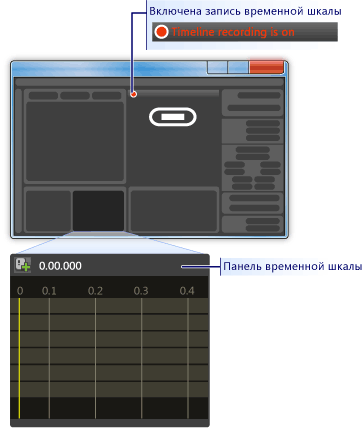 Включена запись временной шкалы
Timeline recording is on
0.00.000
Панель временной шкалы
0 0.1 0.2 0.3 0.4